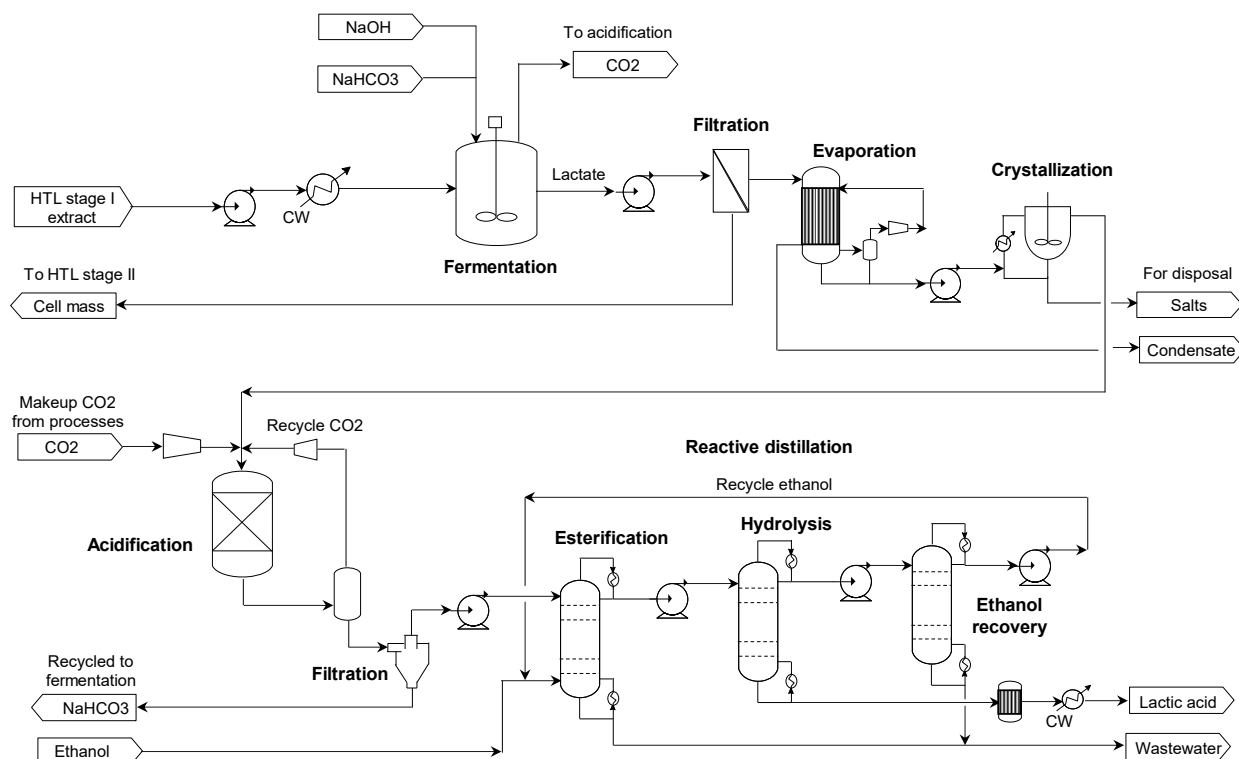 NaOH
To acidification
NaHCO3
CO2
Filtration
Evaporation
Crystallization
Lactate
HTL stage I
extract
CW
Fermentation
To HTL stage II
For disposal
Cell mass
Salts
Condensate
Makeup CO2
from processes
Recycle CO2
CO2
Reactive distillation
Recycle ethanol
Acidification
Esterification
Hydrolysis
Ethanol
recovery
Recycled to
fermentation
Filtration
NaHCO3
Lactic acid
CW
Ethanol
Wastewater